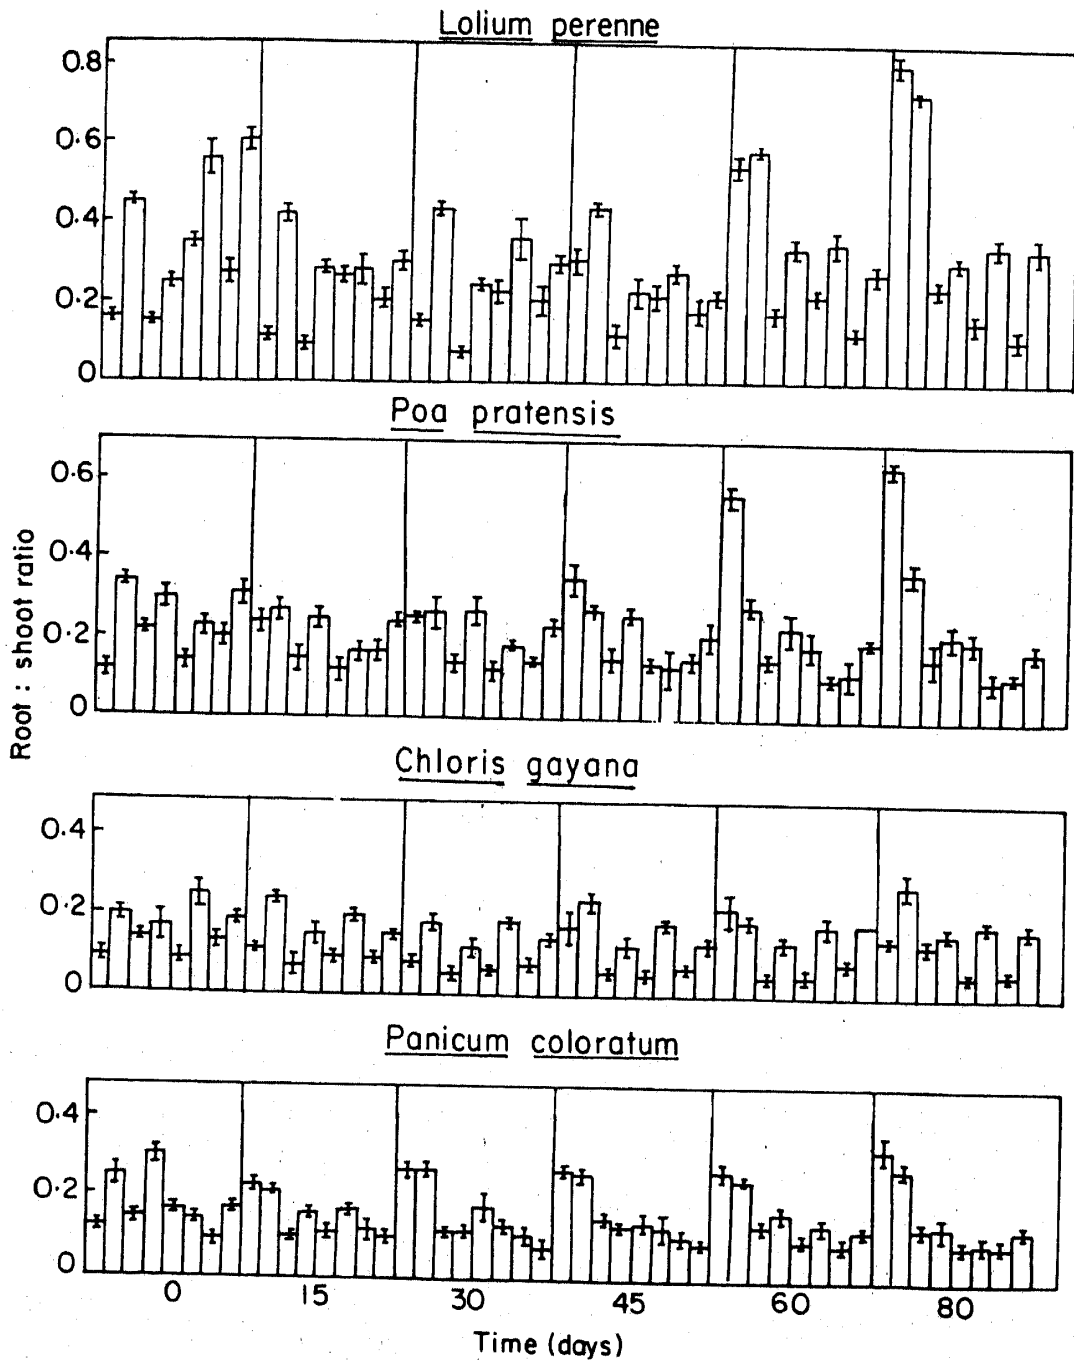 Lolium perenne
0.8
0.6
0.4
0.2
0
Poa pratensis
0.6
0.4
0.2
0
Root : shoot ratio
Chloris gayana
0.4
0.2
0
Panicum coloratum
0.4
0.2
0
0 15 30 45 60 80
Time (days)